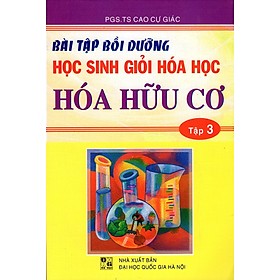 PGS.TS CAO CỰ GIÁC
BÀI TẬP BỒI DƯỠNG
HỌC SINH GIỎI HÓA HỌC
HÓA HỮU CƠ
Tập 3
NHÀ XUẤT BẢN
ĐẠI HỌC QUỐC GIA HÀ NỘI